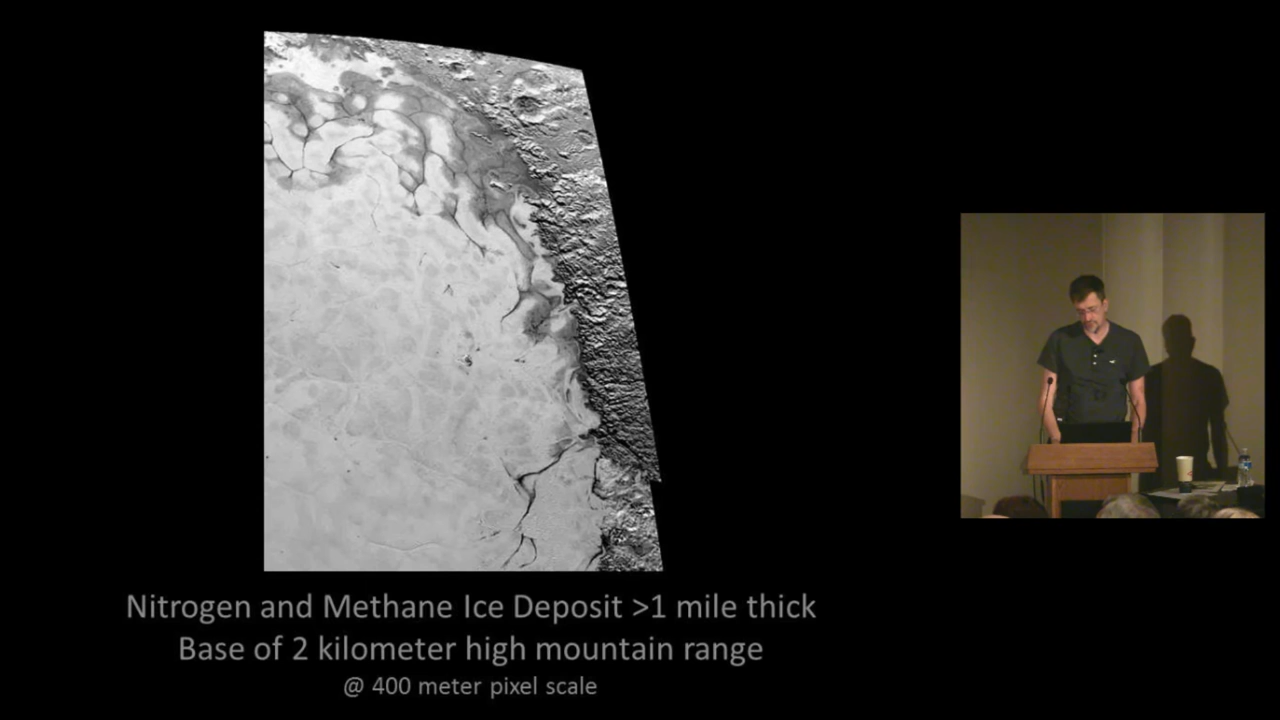 Nitrogen and Methane Ice Deposit >1 mile thick
Base of 2 kilometer high mountain range
@ 400 meter pixel scale